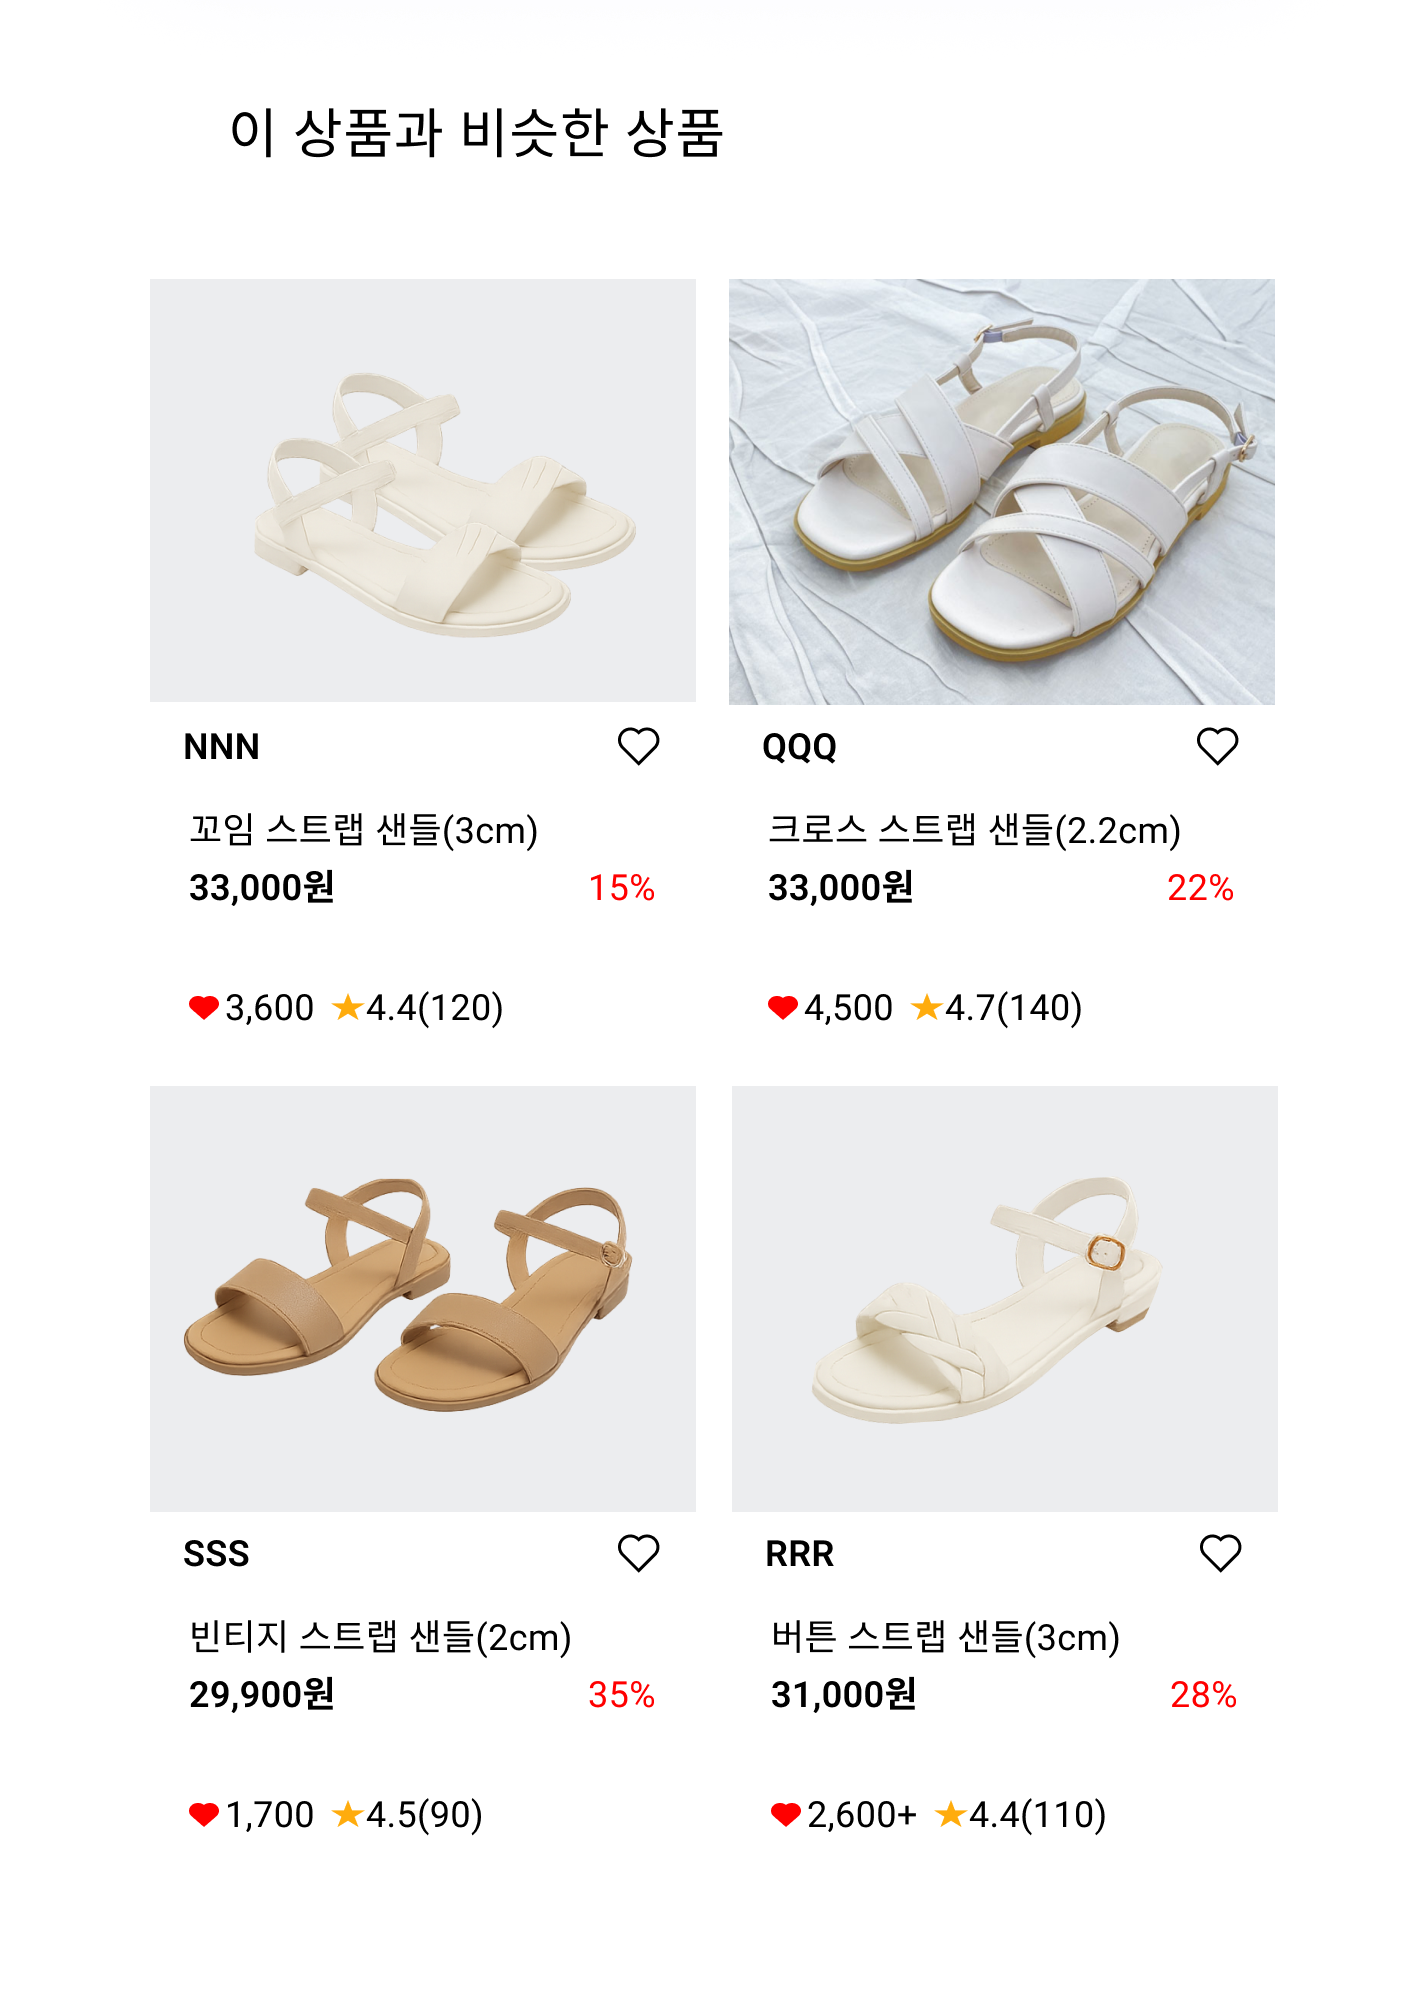 이 상품과 비슷한 상품
NNN
꼬임 스트랩 샌들(3cm)
33,000원 15%
3,600 4.4(120)
QQQ
크로스 스트랩 샌들(2.2cm)
33,000원 22%
4,500 4.7(140)
SSS
빈티지 스트랩 샌들(2cm)
29,900원 35%
1,700 4.5(90)
RRR
버튼 스트랩 샌들(3cm)
31,000원 28%
2,600+ 4.4(110)